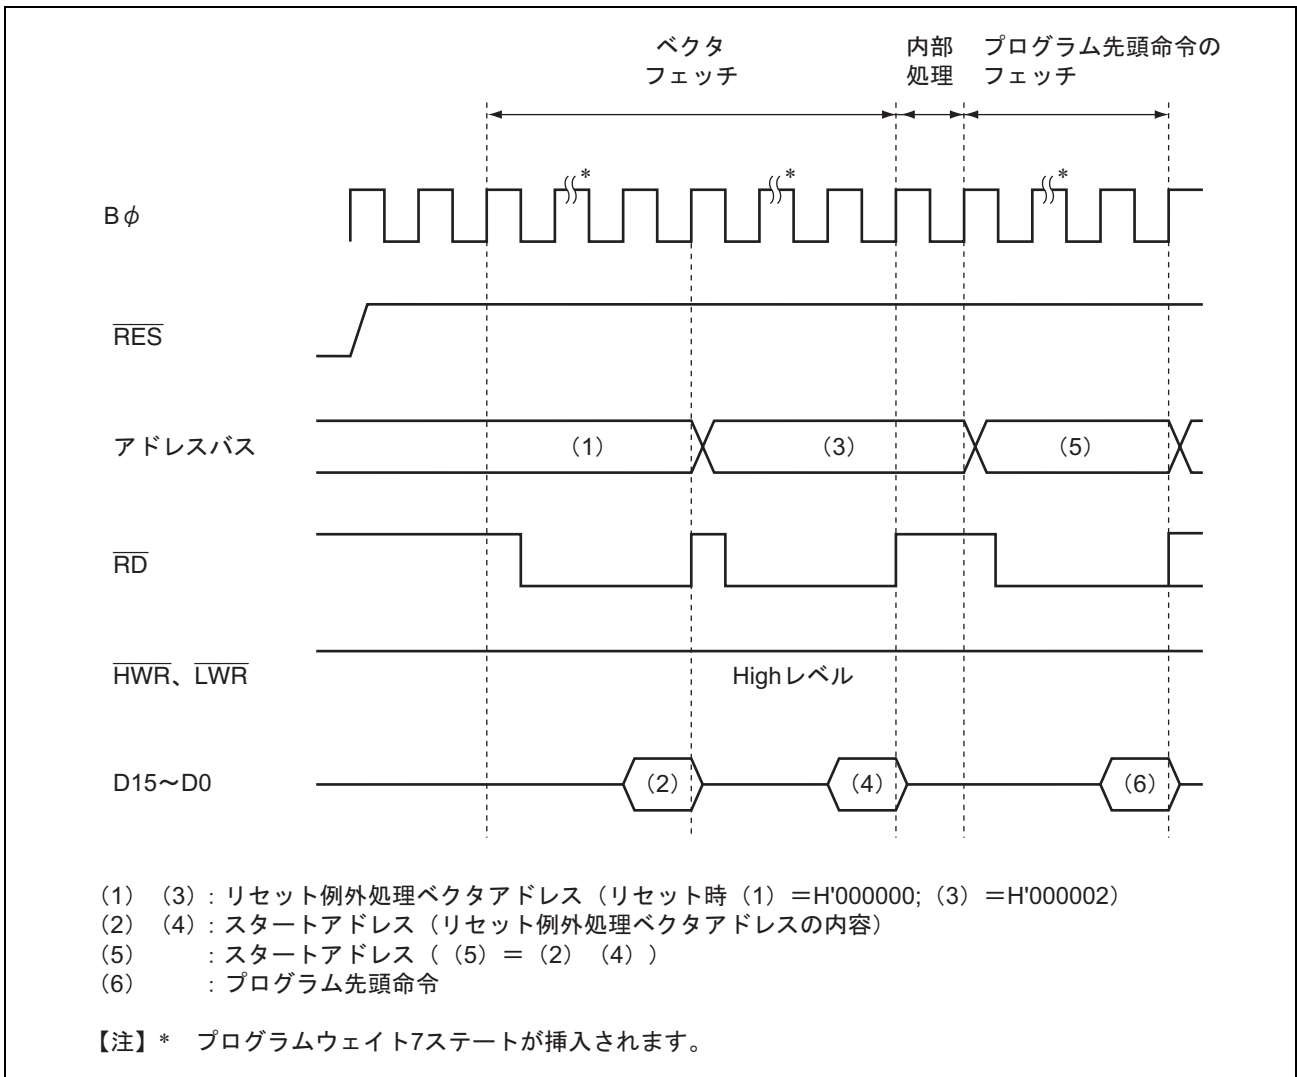 ベクタ
フェッチ
内部
処理
プログラム先頭命令の
フェッチ
* * *
Bφ
RES
アドレスバス (1) (3) (5)
RD
HWR、LWR
Highレベル
D15～D0 (2) (4) (6)
(1) (3) : リセット例外処理ベクタアドレス（リセット時（1）＝H'000000;（3）＝H'000002）
(2) (4) : スタートアドレス（リセット例外処理ベクタアドレスの内容）
(5) : スタートアドレス（（5）＝（2）（4））
(6) : プログラム先頭命令
【注】* プログラムウェイト7ステートが挿入されます。